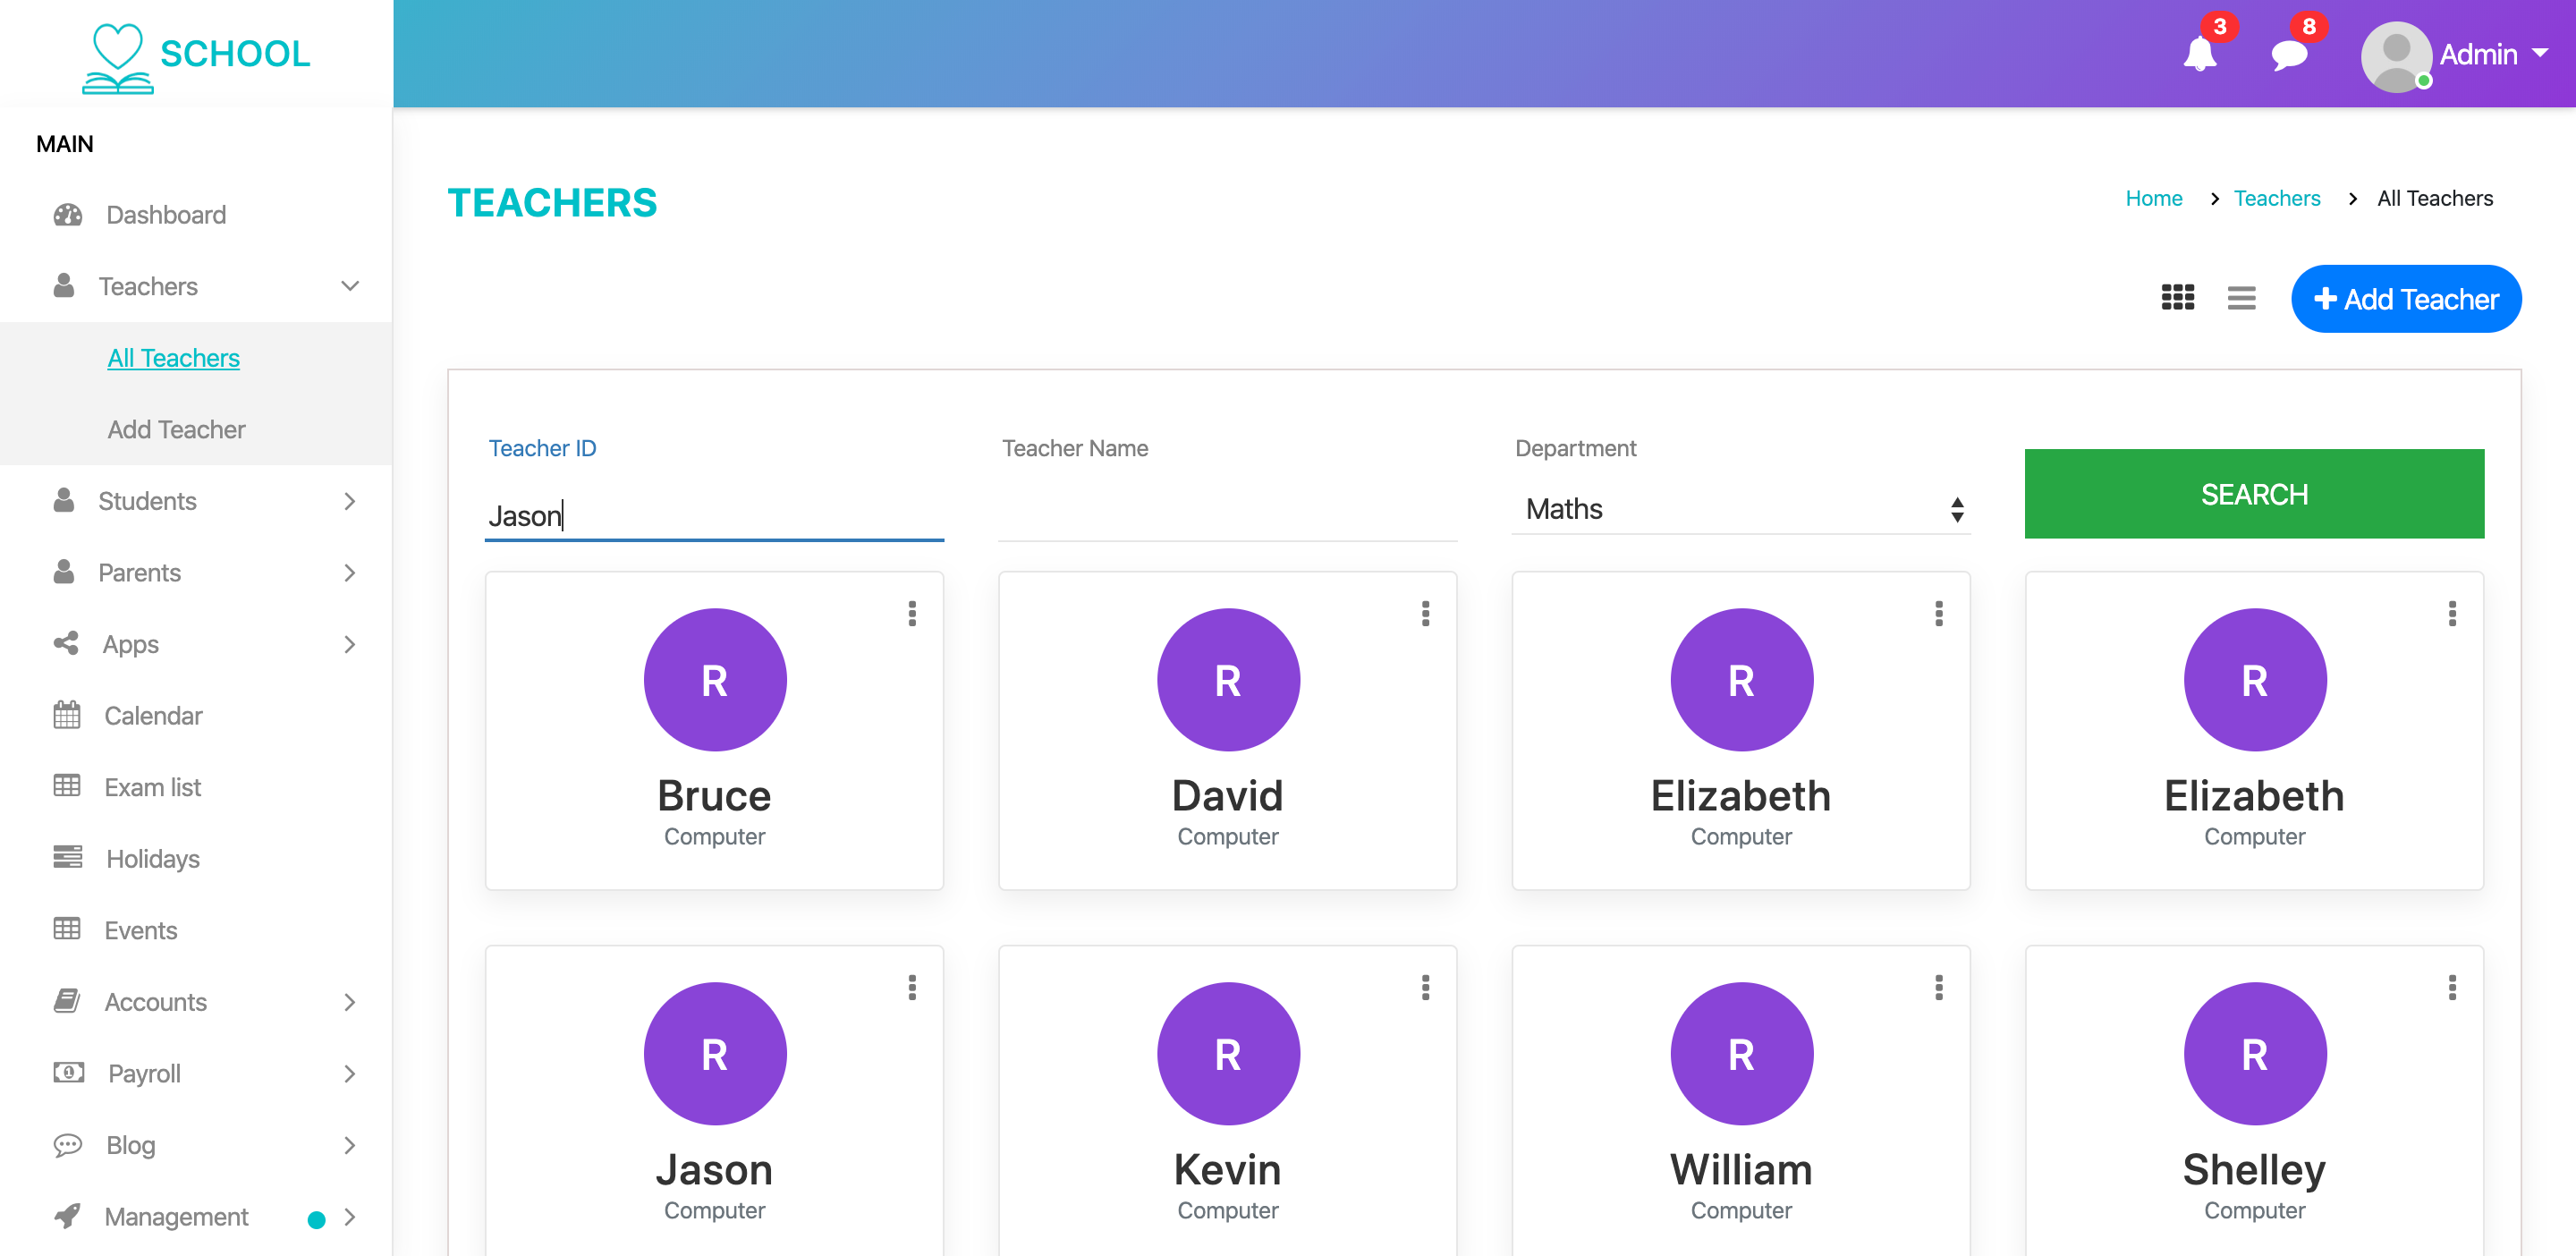 SCHOOL
3
8
Admin
MAIN
Dashboard
Teachers
All Teachers
Add Teacher
Students
Parents
Apps
Calendar
Exam list
Holidays
Events
Accounts
Payroll
Blog
Management
TEACHERS
Home
Teachers
All Teachers
Add Teacher
Teacher ID
Teacher Name
Department
Jason
Maths
SEARCH
R
R
R
R
Bruce
David
Elizabeth
Elizabeth
Computer
Computer
Computer
Computer
R
R
R
R
Jason
Kevin
William
Shelley
Computer
Computer
Computer
Computer